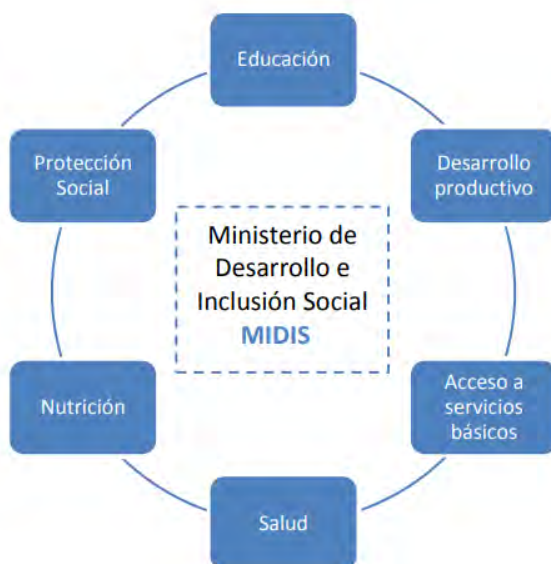 Educación
Desarrollo
productivo
Acceso a
servicios
básicos
Salud
Nutrición
Protección
Social
Ministerio de
Desarrollo e
Inclusión Social
MIDIS